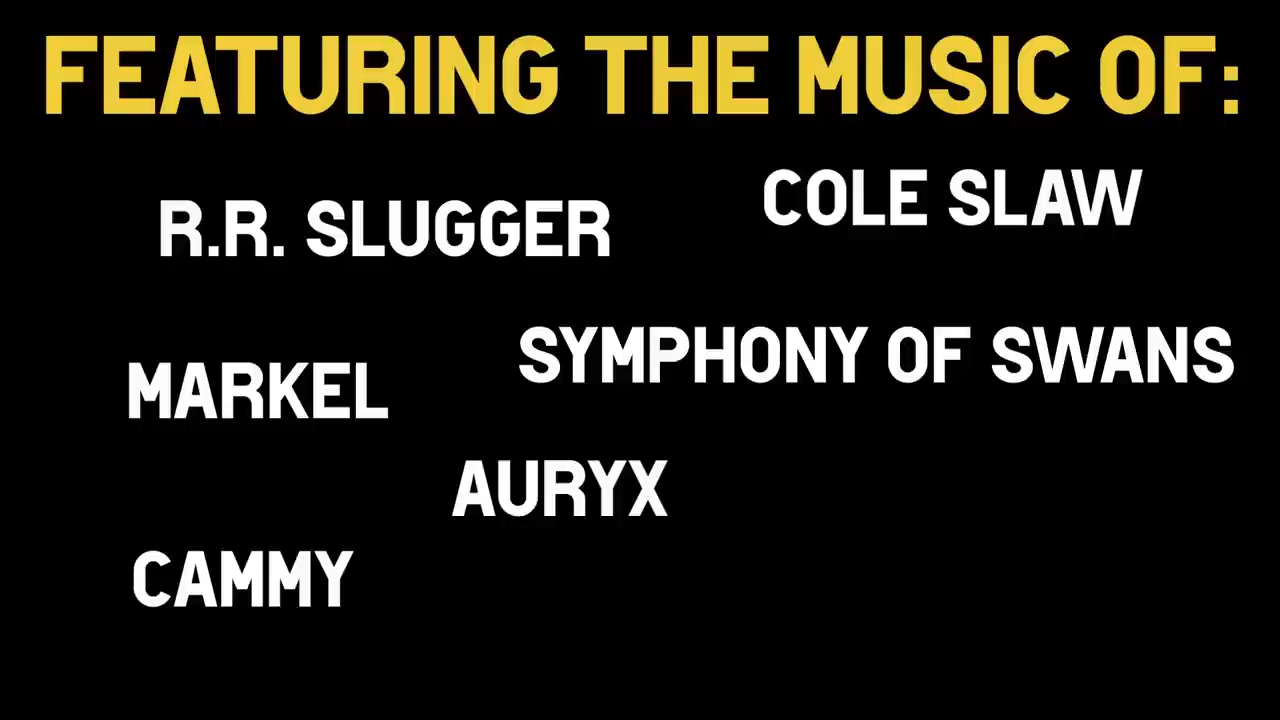 FEATURING THE MUSIC OF:
COLE SLAW
R.R. SLUGGER
SYMPHONY OF SWANS
MARKEL
AURYX
CAMMY